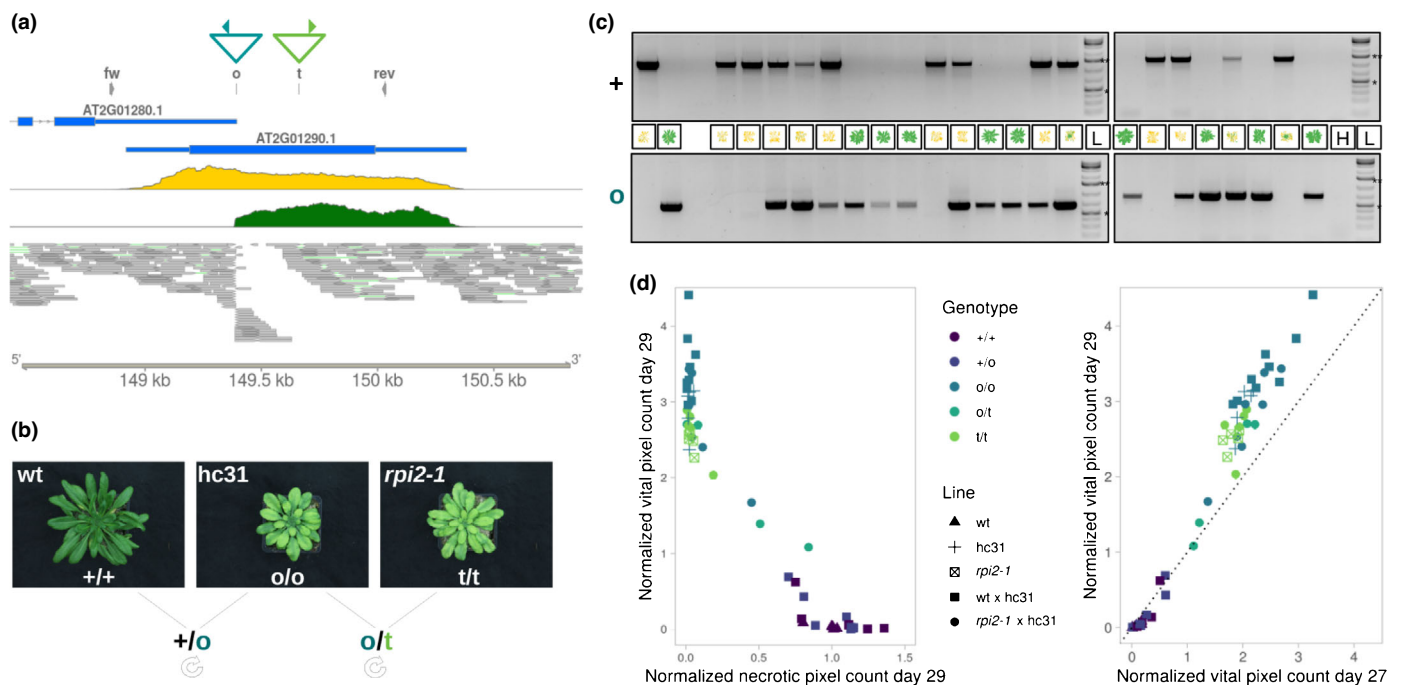 (a)
o t
fw rev
AT2G01280.1
AT2G01290.1
5' 3'
149 kb 149.5 kb 150 kb 150.5 kb
(b)
wt hc31 rpi2-1
+/+ o/o t/t
+/o o/t
(c)
+
** **
* *
L H L
o
** **
* *
(d)
Normalized vital pixel count day 29
4
3
2
1
0
0.0 0.5 1.0 1.5
Normalized necrotic pixel count day 29
Genotype
+/+
+/o
o/o
o/t
t/t
Line
wt
hc31
rpi2-1
wt x hc31
rpi2-1 x hc31
Normalized vital pixel count day 29
4
3
2
1
0
0 1 2 3 4
Normalized vital pixel count day 27